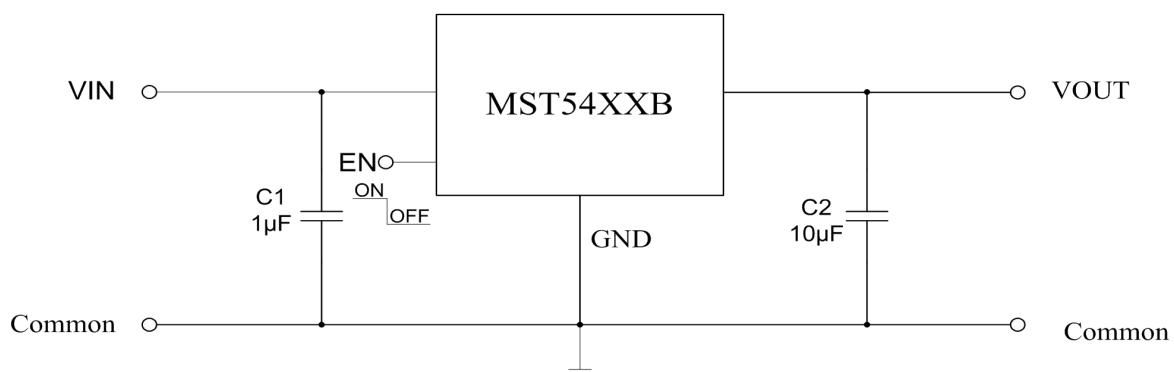 VIN
MST54XXB
VOUT
EN
ON
OFF
C1
1µF
GND
C2
10µF
Common
Common